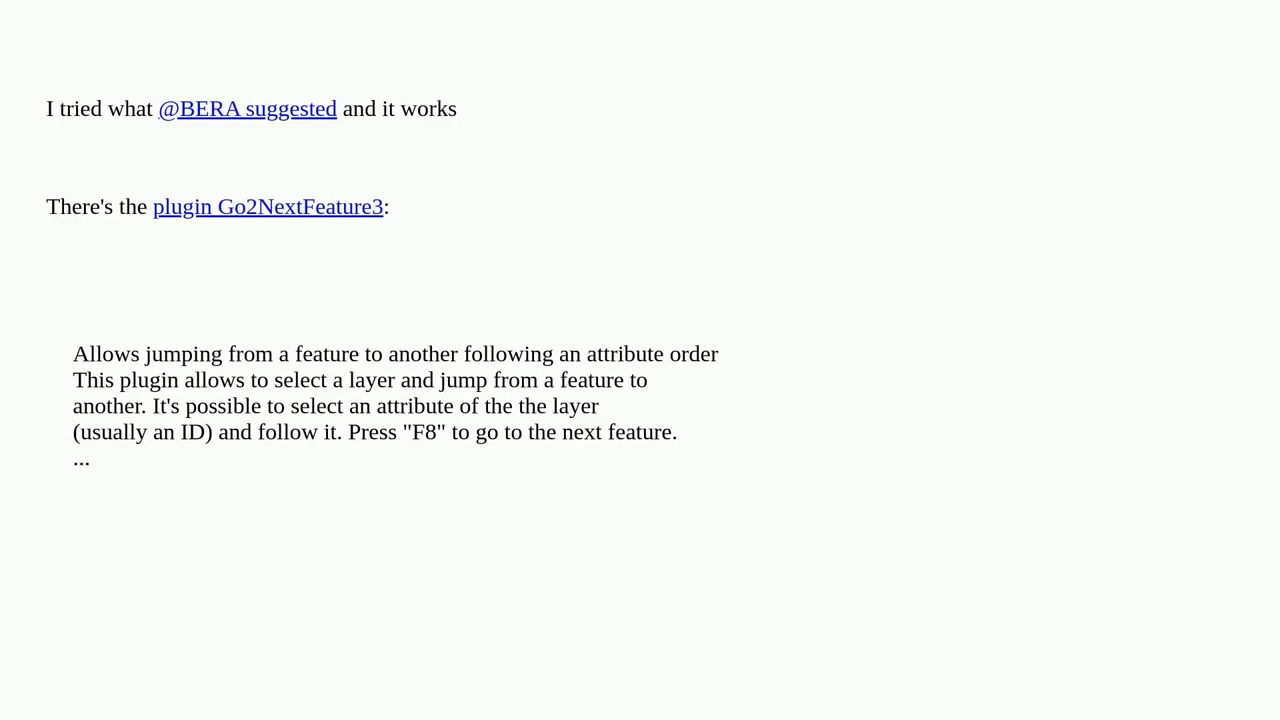 I tried what @BERA suggested and it works
There's the plugin Go2NextFeature3:
Allows jumping from a feature to another following an attribute order
This plugin allows to select a layer and jump from a feature to
another. It's possible to select an attribute of the the layer
(usually an ID) and follow it. Press "F8" to go to the next feature.
...